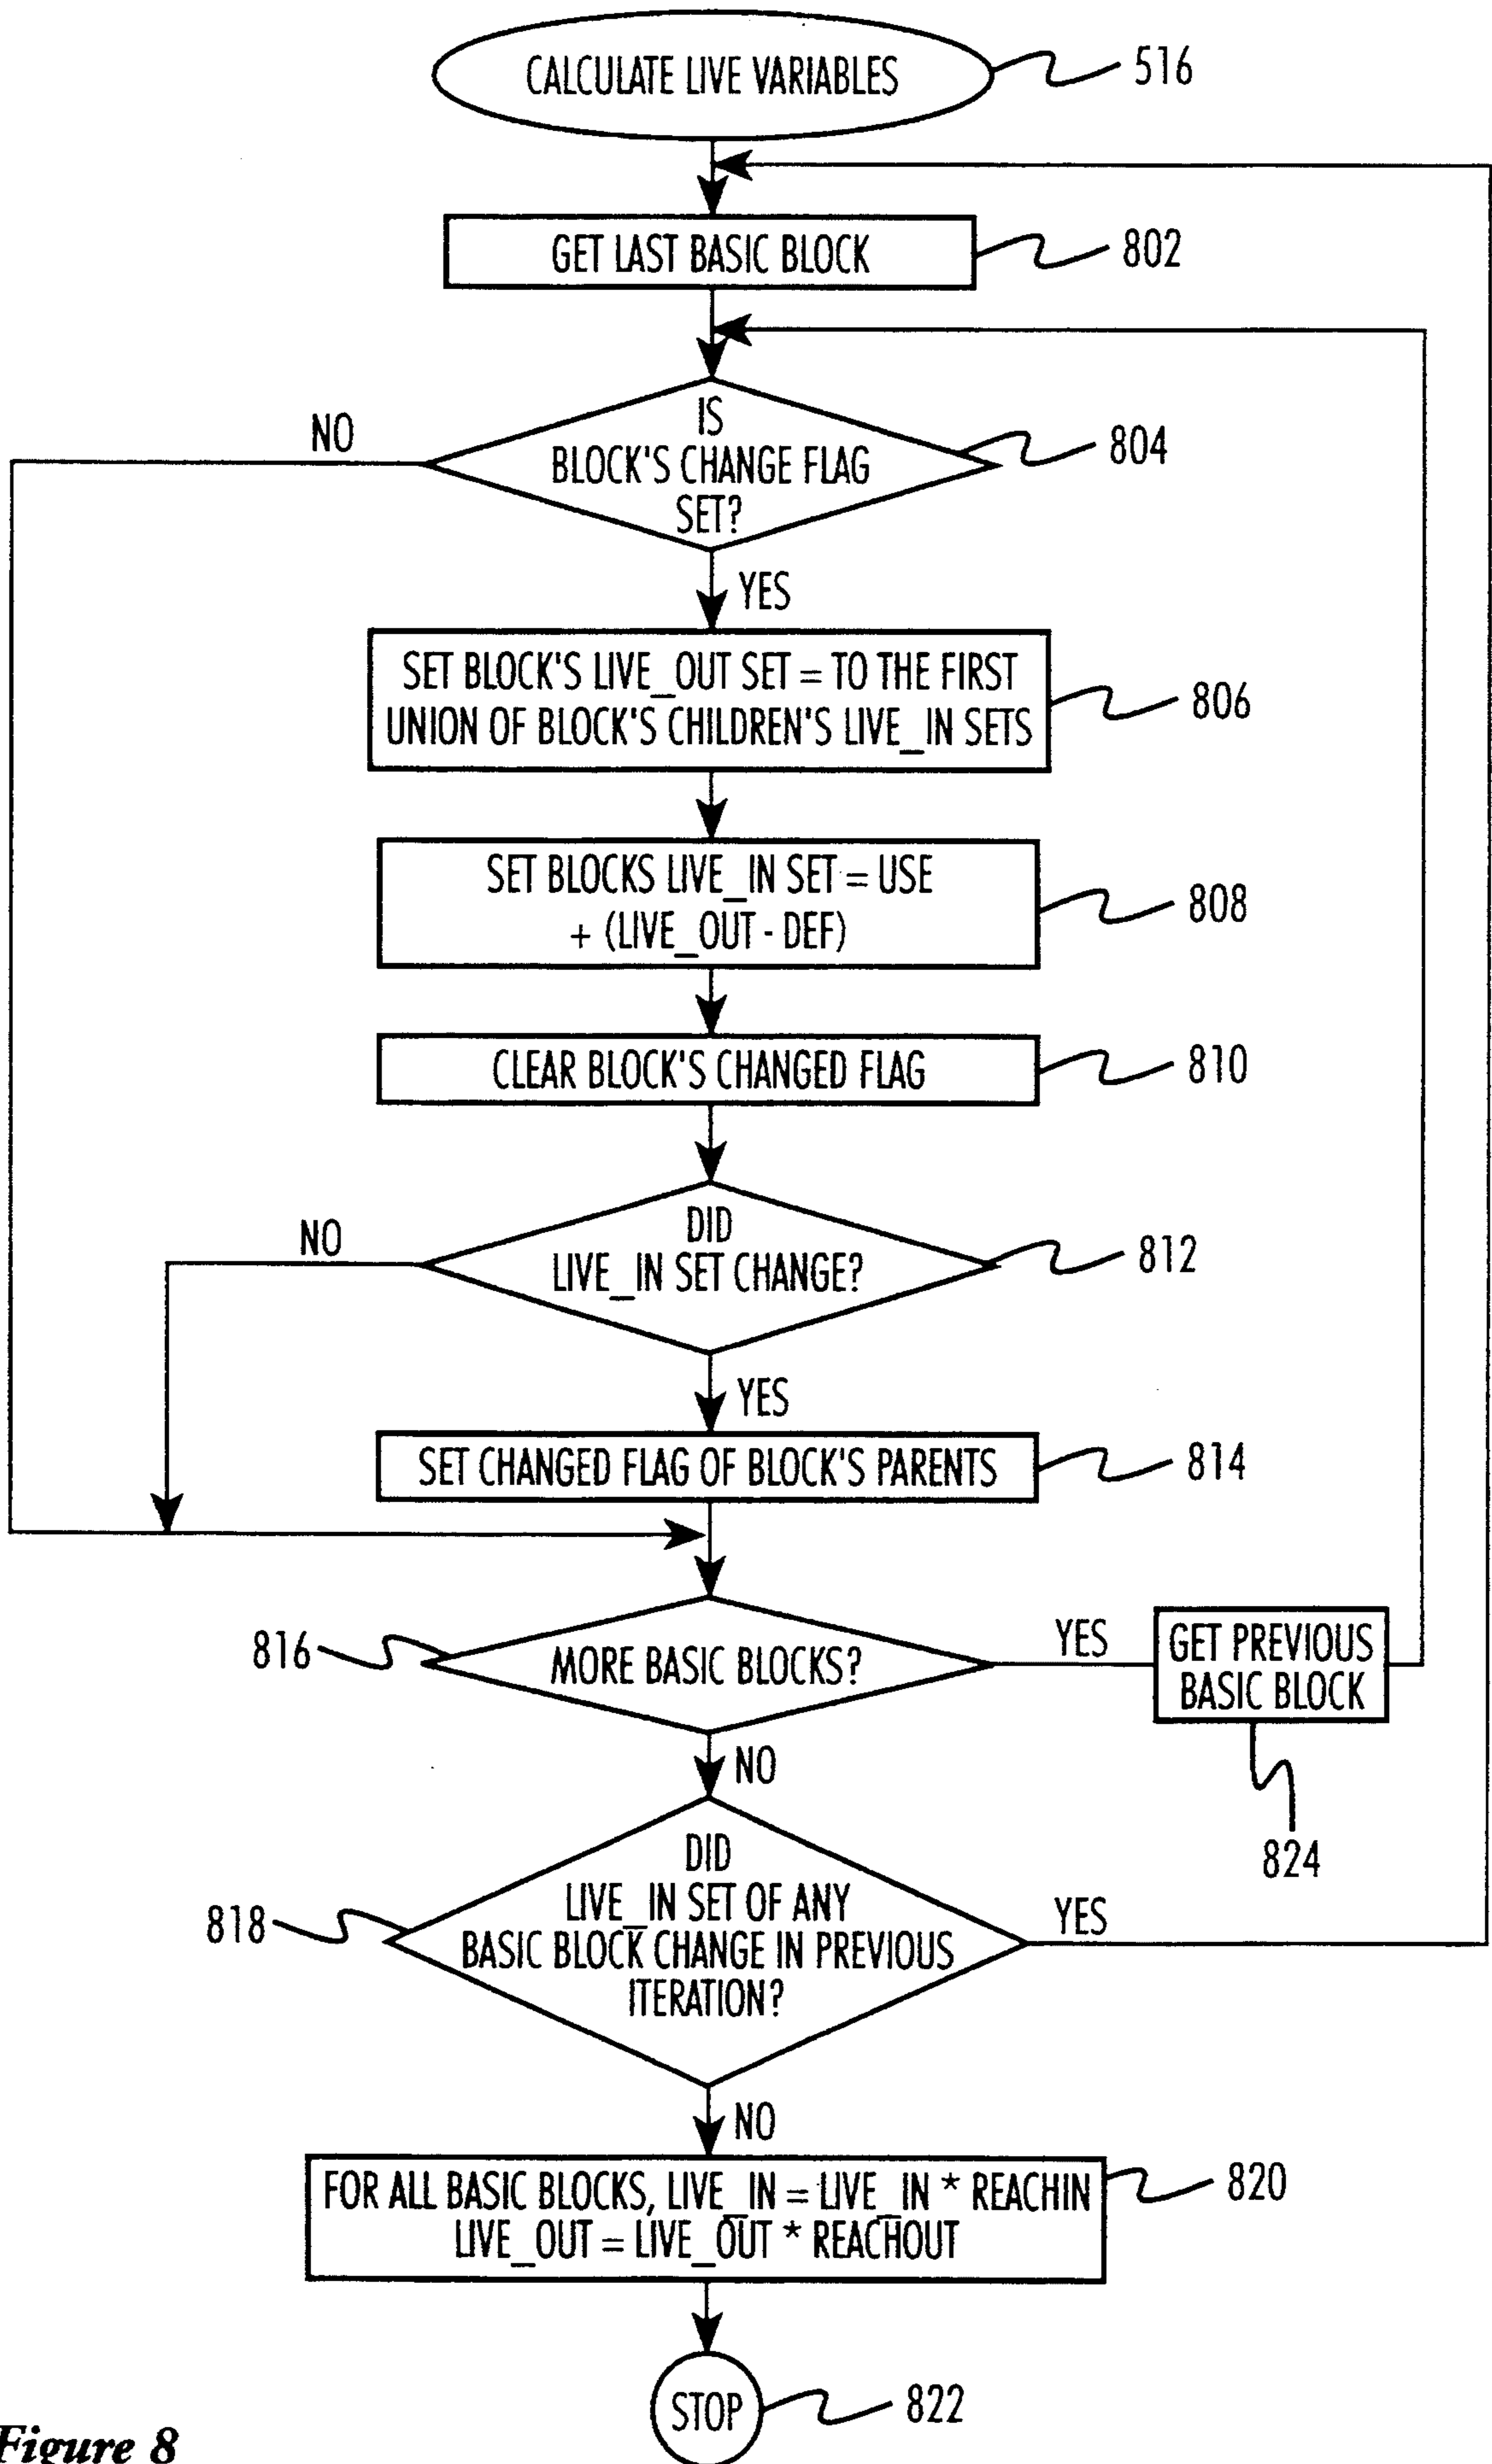 CALCULATE LIVE VARIABLES
516
GET LAST BASIC BLOCK
802
IS
BLOCK'S CHANGE FLAG
SET?
804
NO
YES
SET BLOCK'S LIVE_OUT SET = TO THE FIRST
UNION OF BLOCK'S CHILDREN'S LIVE_IN SETS
806
SET BLOCKS LIVE_IN SET = USE
+ (LIVE_OUT - DEF)
808
CLEAR BLOCK'S CHANGED FLAG
810
DID
LIVE_IN SET CHANGE?
812
NO
YES
SET CHANGED FLAG OF BLOCK'S PARENTS
814
816
MORE BASIC BLOCKS?
YES
GET PREVIOUS
BASIC BLOCK
824
NO
818
DID
LIVE_IN SET OF ANY
BASIC BLOCK CHANGE IN PREVIOUS
ITERATION?
YES
NO
FOR ALL BASIC BLOCKS, LIVE_IN = LIVE_IN * REACHIN
LIVE_OUT = LIVE_OUT * REACHOUT
820
STOP
822
Figure 8